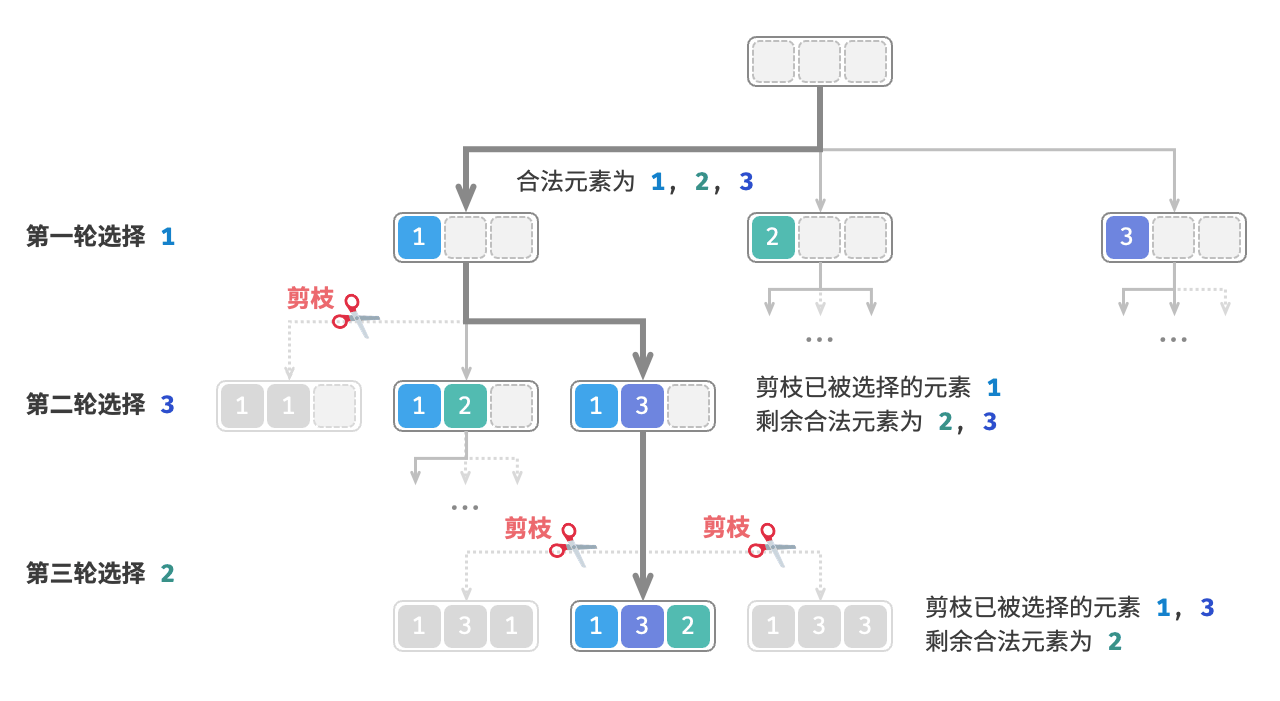 合法元素为 1, 2, 3
第一轮选择 1
1
2
3
剪枝
...
...
第二轮选择 3
1 1
1 2
1 3
剪枝已被选择的元素 1
剩余合法元素为 2, 3
...
剪枝
剪枝
第三轮选择 2
1 3 1
1 3 2
1 3 3
剪枝已被选择的元素 1, 3
剩余合法元素为 2